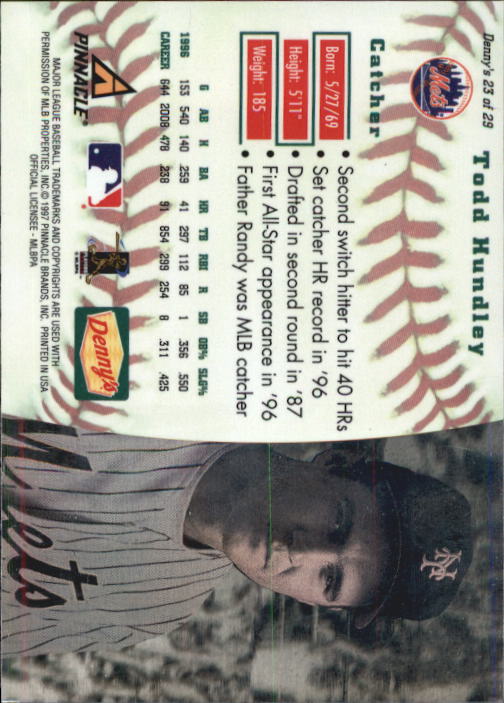 Denny's 23 of 29
Todd Hundley
Mets
Catcher
Born: 5/27/69
Height: 5'11"
Weight: 185
• Second switch hitter to hit 40 HRs
• Set catcher HR record in '96
• Drafted in second round in '87
• First All-Star appearance in '96
• Father Randy was MLB catcher
G AB H BA HR TB RBI R SB OB% SLG%
1996 153 540 140 .259 41 297 112 85 1 .356 .550
CAREER 644 2008 478 .238 91 854 299 254 8 .311 .425
PINNACLE®
Denny's
MAJOR LEAGUE BASEBALL TRADEMARKS AND COPYRIGHTS ARE USED WITH
PERMISSION OF MLB PROPERTIES, INC. © 1997 PINNACLE BRANDS, INC. PRINTED IN USA
OFFICIAL LICENSEE - MLBPA
NY
Mets